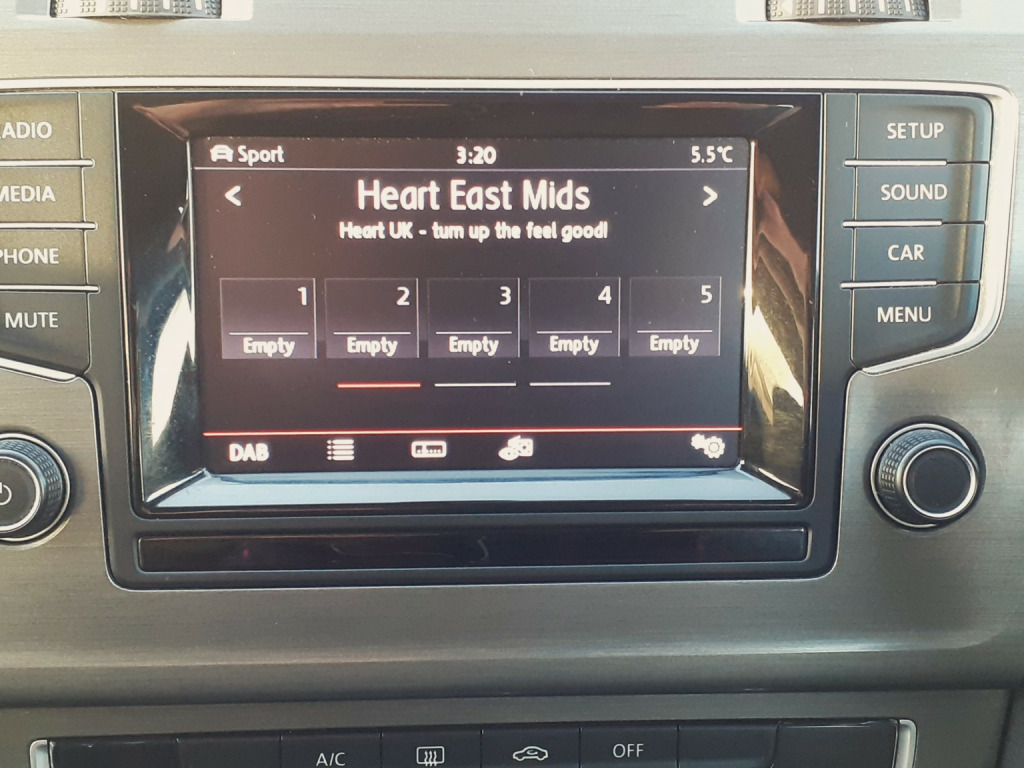 Sport 3:20 5.5°C
< Heart East Mids >
Heart UK - turn up the feel good!
1 2 3 4 5
Empty Empty Empty Empty Empty
DAB
ADIO
MEDIA
PHONE
MUTE
SETUP
SOUND
CAR
MENU
A/C OFF